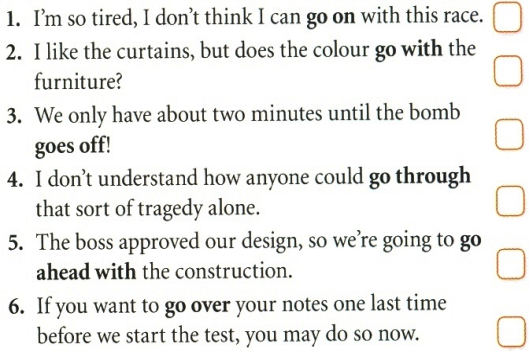 1. I'm so tired, I don't think I can go on with this race.
2. I like the curtains, but does the colour go with the
furniture?
3. We only have about two minutes until the bomb
goes off!
4. I don't understand how anyone could go through
that sort of tragedy alone.
5. The boss approved our design, so we're going to go
ahead with the construction.
6. If you want to go over your notes one last time
before we start the test, you may do so now.